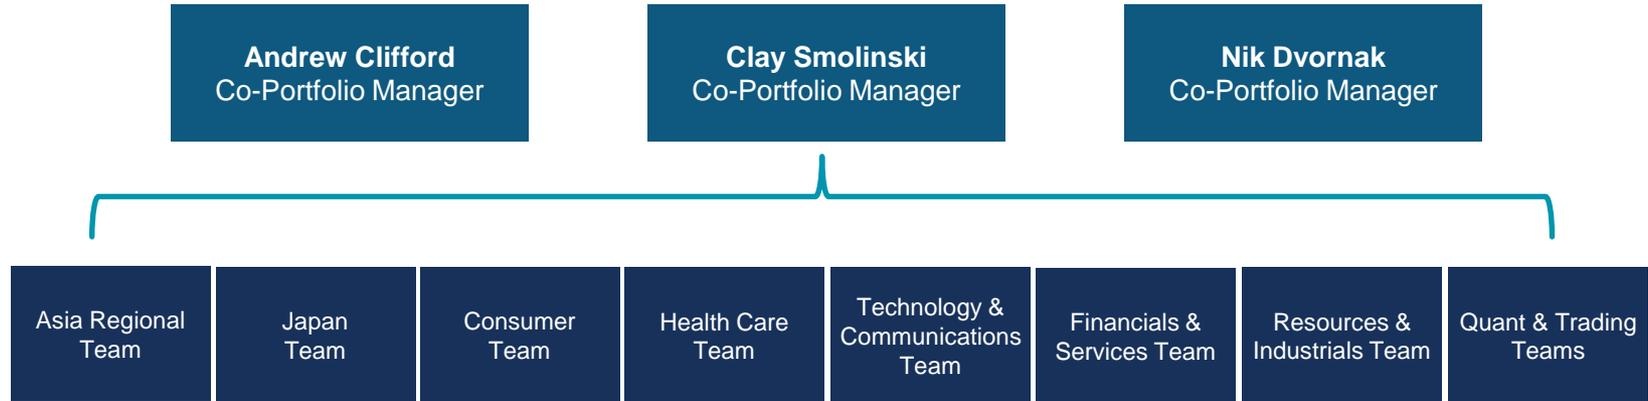 Andrew Clifford
Co-Portfolio Manager
Clay Smolinski
Co-Portfolio Manager
Nik Dvornak
Co-Portfolio Manager
Asia Regional
Team
Japan
Team
Consumer
Team
Health Care
Team
Technology &
Communications
Team
Financials &
Services Team
Resources &
Industrials Team
Quant & Trading
Teams